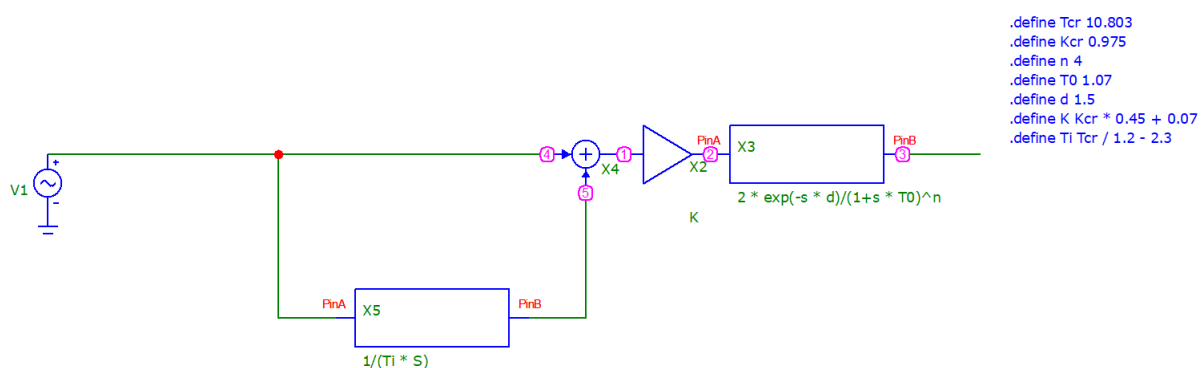 .define Tcr 10.803
.define Kcr 0.975
.define n 4
.define T0 1.07
.define d 1.5
.define K Kcr * 0.45 + 0.07
.define Ti Tcr / 1.2 - 2.3
V1
4
1
X4
5
PinA
2
X2
K
X3
PinB
3
2 * exp(-s * d)/(1+s * T0)^n
PinA
X5
PinB
1/(Ti * S)